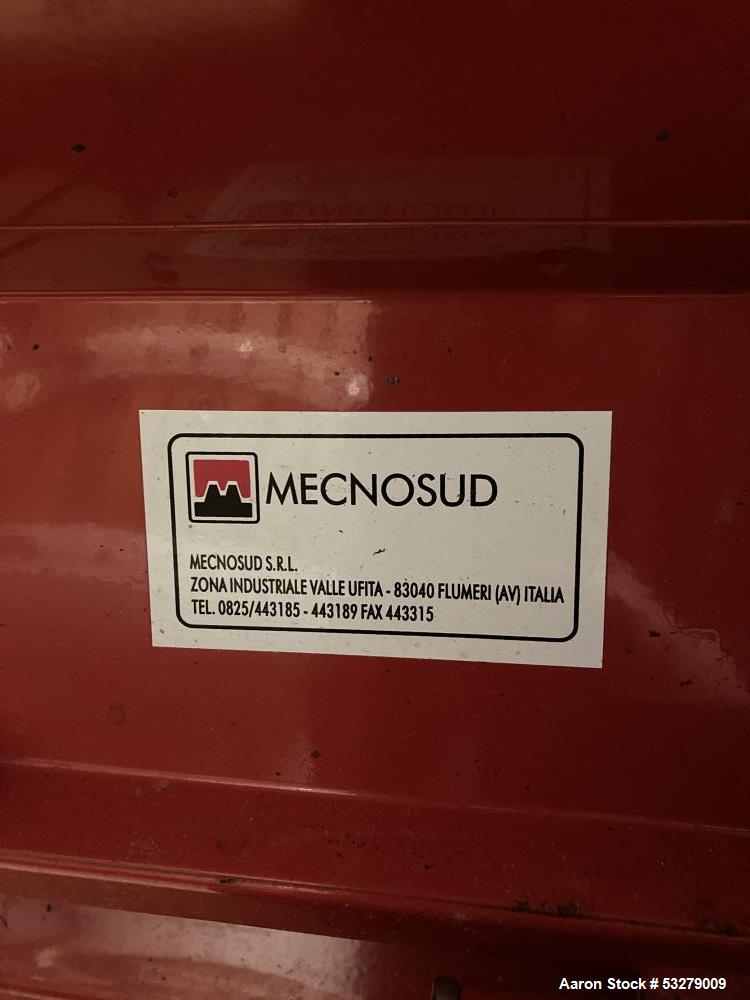 MECNOSUD
MECNOSUD S.R.L.
ZONA INDUSTRIALE VALLE UFITA - 83040 FLUMERI (AV) ITALIA
TEL. 0825/443185 - 443189 FAX 443315
Aaron Stock # 53279009